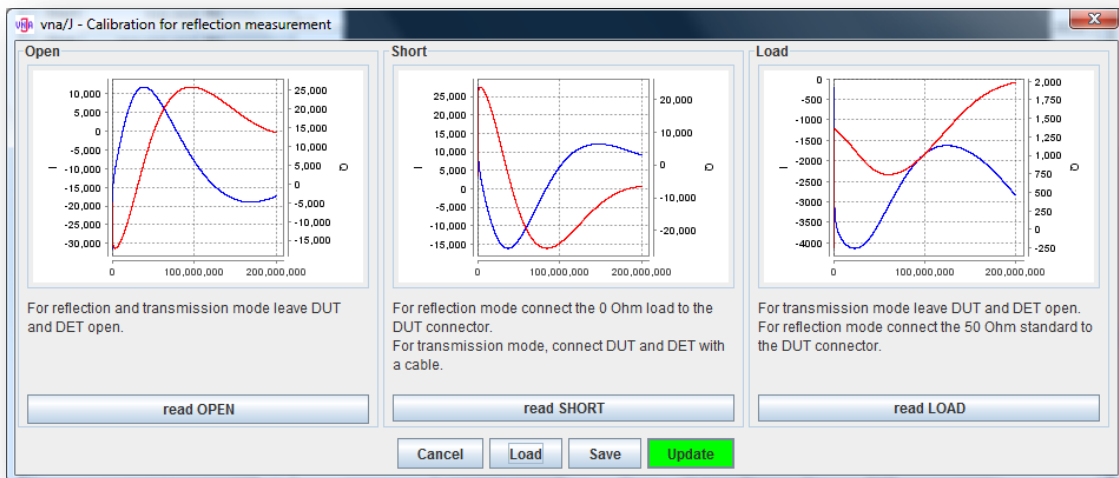 vna/J - Calibration for reflection measurement
Open
10,000
5,000
0
-5,000
-10,000
-15,000
-20,000
-25,000
-30,000
I
25,000
20,000
15,000
10,000
5,000
0
-5,000
-10,000
-15,000
Q
0
100,000,000
200,000,000
For reflection and transmission mode leave DUT
and DET open.
read OPEN
Short
25,000
20,000
15,000
10,000
5,000
0
-5,000
-10,000
-15,000
I
20,000
10,000
0
-10,000
-20,000
Q
0
100,000,000
200,000,000
For reflection mode connect the 0 Ohm load to the
DUT connector.
For transmission mode, connect DUT and DET with
a cable.
read SHORT
Load
0
-500
-1000
-1500
-2000
-2500
-3000
-3500
-4000
I
2,000
1,750
1,500
1,250
1,000
750
500
250
0
-250
Q
0
100,000,000
200,000,000
For transmission mode leave DUT and DET open.
For reflection mode connect the 50 Ohm standard to
the DUT connector.
read LOAD
Cancel
Load
Save
Update